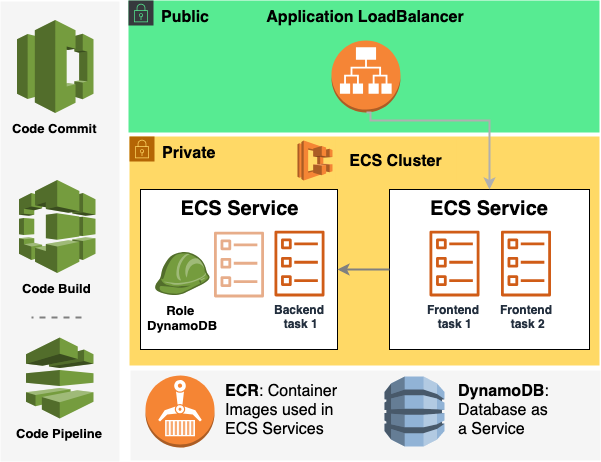 Public
Application LoadBalancer
Code Commit
Private
ECS Cluster
ECS Service
ECS Service
Code Build
Role
DynamoDB
Backend
task 1
Frontend
task 1
Frontend
task 2
Code Pipeline
ECR: Container
Images used in
ECS Services
DynamoDB:
Database as
a Service